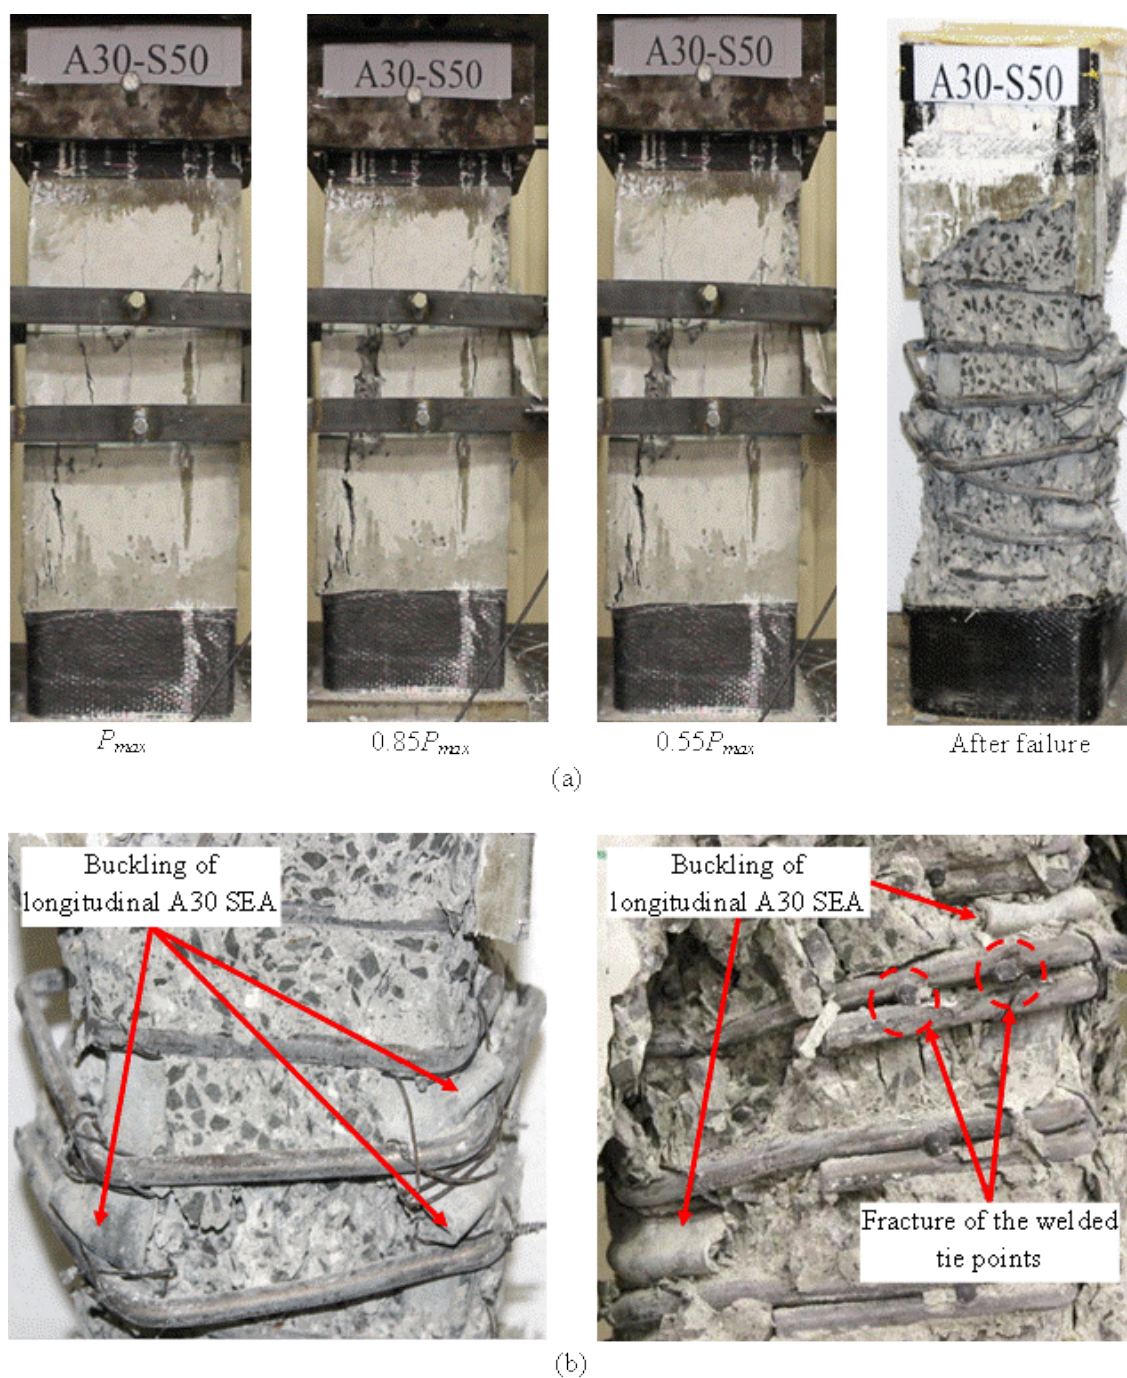 A30-S50
A30-S50
A30-S50
A30-S50
Pmax
0.85Pmax
0.55Pmax
After failure
(a)
Buckling of
longitudinal A30 SEA
Buckling of
longitudinal A30 SEA
Fracture of the welded
tie points
(b)